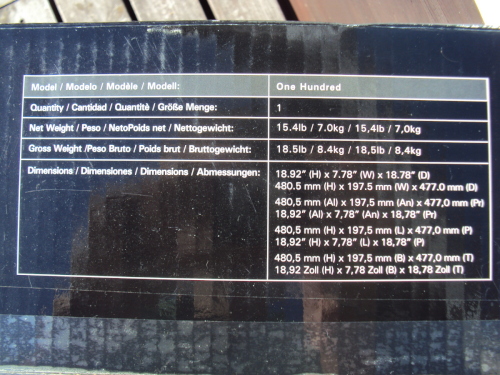 Model / Modelo / Modèle / Modell: One Hundred
Quantity / Cantidad / Quantitè / Größe Menge: 1
Net Weight / Peso / NetoPoids net / Nettogewicht: 15.4lb / 7.0kg / 15,4lb / 7,0kg
Gross Weight /Peso Bruto / Poids brut / Bruttogewicht: 18.5lb / 8.4kg / 18,5lb / 8,4kg
Dimensions / Dimensiones / Dimensions / Abmessungen: 18.92" (H) x 7.78" (W) x 18.78" (D)
480.5 mm (H) x 197.5 mm (W) x 477.0 mm (D)
480,5 mm (Al) x 197,5 mm (An) x 477,0 mm (Pr)
18,92" (Al) x 7,78" (An) x 18,78" (Pr)
480,5 mm (H) x 197,5 mm (L) x 477,0 mm (P)
18,92" (H) x 7,78" (L) x 18,78" (P)
480,5 mm (H) x 197,5 mm (B) x 477,0 mm (T)
18,92 Zoll (H) x 7,78 Zoll (B) x 18,78 Zoll (T)